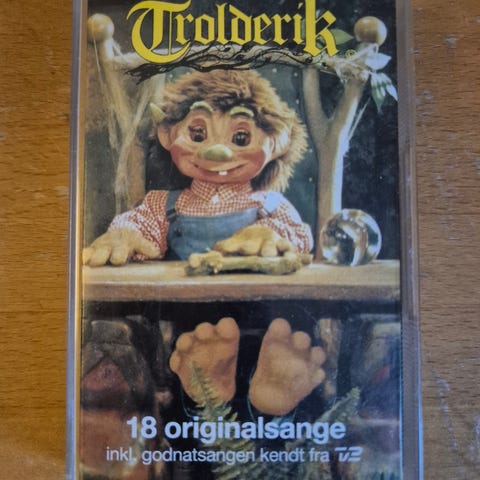 Trolderik
18 originalsange
inkl. godnatsangen kendt fra TV2